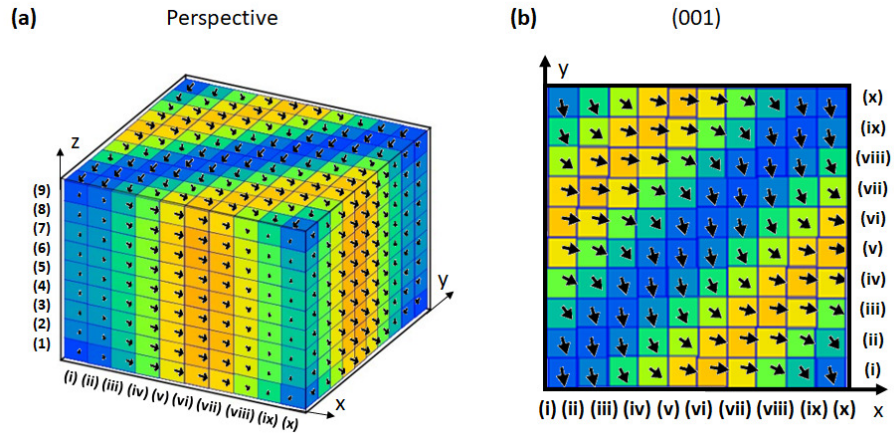 (a) Perspective (b) (001)
z
y
(9)
(8)
(7)
(6)
(5)
(4)
(3)
(2)
(1)
y
x
(i) (ii) (iii) (iv) (v) (vi) (vii) (viii) (ix) (x)
(x)
(ix)
(viii)
(vii)
(vi)
(v)
(iv)
(iii)
(ii)
(i)
(i) (ii) (iii) (iv) (v) (vi) (vii) (viii) (ix) (x) x